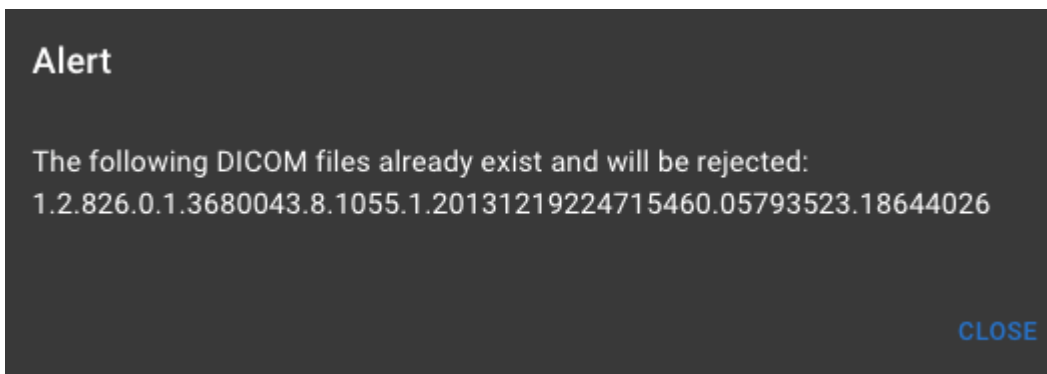 Alert
The following DICOM files already exist and will be rejected:
1.2.826.0.1.3680043.8.1055.1.20131219224715460.05793523.18644026
CLOSE